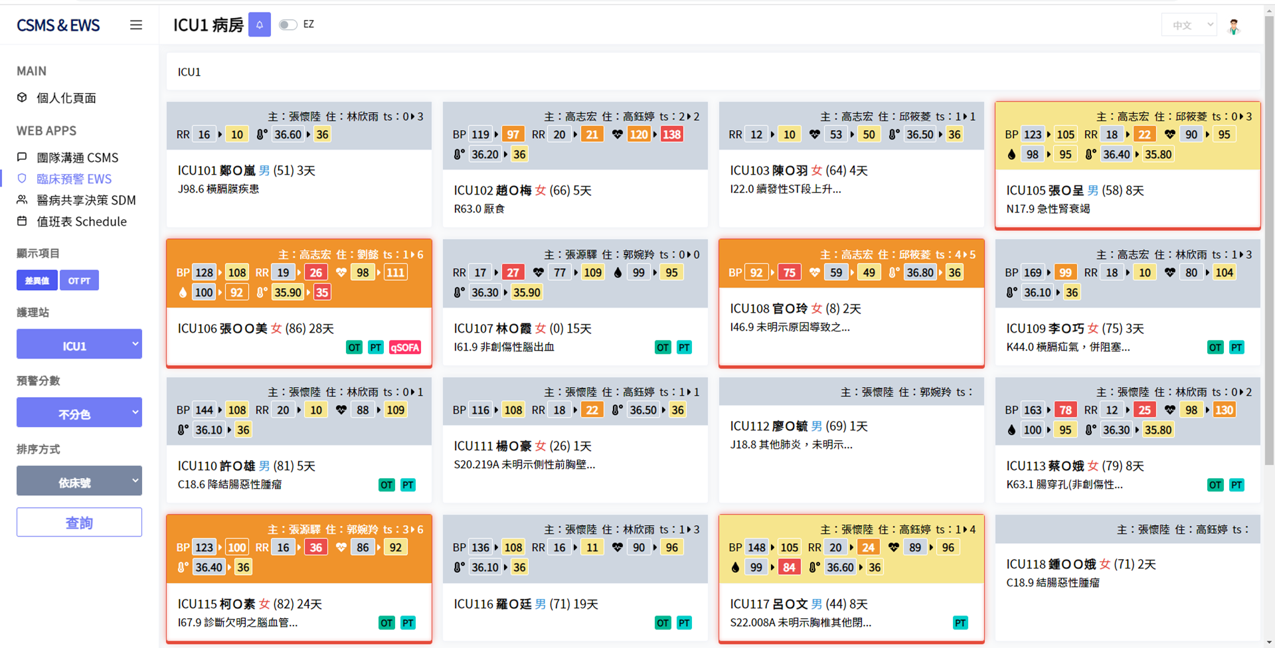 CSMS & EWS
MAIN
個人化頁面
WEB APPS
團隊溝通 CSMS
臨床預警 EWS
醫病共享決策 SDM
值班表 Schedule
顯示項目
差異值 OT PT
護理站
ICU1
預警分數
不分色
排序方式
依床號
查詢
ICU1 病房 EZ 中文
ICU1
主：張懷陸 住：林欣雨 ts：0 3
RR 16 10 36.60 36
ICU101 鄭O嵐 男 (51) 3天
J98.6 橫膈膜疾患
主：高志宏 住：高鈺婷 ts：2 2
BP 119 97 RR 20 21 120 138
36.20 36
ICU102 趙O梅 女 (66) 5天
R63.0 厭食
主：高志宏 住：邱筱菱 ts：1 1
RR 12 10 53 50 36.50 36
ICU103 陳O羽 女 (64) 4天
I22.0 續發性ST段上升...
主：高志宏 住：邱筱菱 ts：0 3
BP 123 105 RR 18 22 90 95
98 95 36.40 35.80
ICU105 張O呈 男 (58) 8天
N17.9 急性腎衰竭
主：高志宏 住：劉懿 ts：1 6
BP 128 108 RR 19 26 98 111
100 92 35.90 35
ICU106 張OO美 女 (86) 28天
OT PT qSOFA
主：張源驛 住：郭婉羚 ts：0 0
RR 17 27 77 109 99 95
36.30 35.90
ICU107 林O霞 女 (0) 15天
I61.9 非創傷性腦出血
OT PT
主：高志宏 住：邱筱菱 ts：4 5
BP 92 75 59 49 36.80 36
ICU108 官O玲 女 (8) 2天
I46.9 未明示原因導致之...
主：高志宏 住：林欣雨 ts：1 3
BP 169 99 RR 18 10 80 104
36.10 36
ICU109 李O巧 女 (75) 3天
K44.0 橫膈疝氣，併阻塞...
OT PT
主：張懷陸 住：林欣雨 ts：0 1
BP 144 108 RR 20 10 88 109
36.10 36
ICU110 許O雄 男 (81) 5天
C18.6 降結腸惡性腫瘤
OT PT
主：張懷陸 住：高鈺婷 ts：1 1
BP 116 108 RR 18 22 36.50 36
ICU111 楊O豪 女 (26) 1天
S20.219A 未明示側性前胸壁...
主：張懷陸 住：郭婉羚 ts：
ICU112 廖O毓 男 (69) 1天
J18.8 其他肺炎，未明示...
主：張懷陸 住：林欣雨 ts：0 2
BP 163 78 RR 12 25 98 130
100 95 36.30 35.80
ICU113 蔡O娥 女 (79) 8天
K63.1 腸穿孔(非創傷性...
OT PT
主：張源驛 住：郭婉羚 ts：3 6
BP 123 100 RR 16 36 86 92
36.40 36
ICU115 柯O素 女 (82) 24天
I67.9 診斷欠明之腦血管...
OT PT
主：張懷陸 住：林欣雨 ts：1 3
BP 136 108 RR 16 11 90 96
36.10 36
ICU116 羅O廷 男 (71) 19天
OT PT
主：張懷陸 住：高鈺婷 ts：1 4
BP 148 105 RR 20 24 89 96
99 84 36.60 36
ICU117 呂O文 男 (44) 8天
S22.008A 未明示胸椎其他閉...
PT
主：張懷陸 住：高鈺婷 ts：
ICU118 鍾OO娥 女 (71) 2天
C18.9 結腸惡性腫瘤